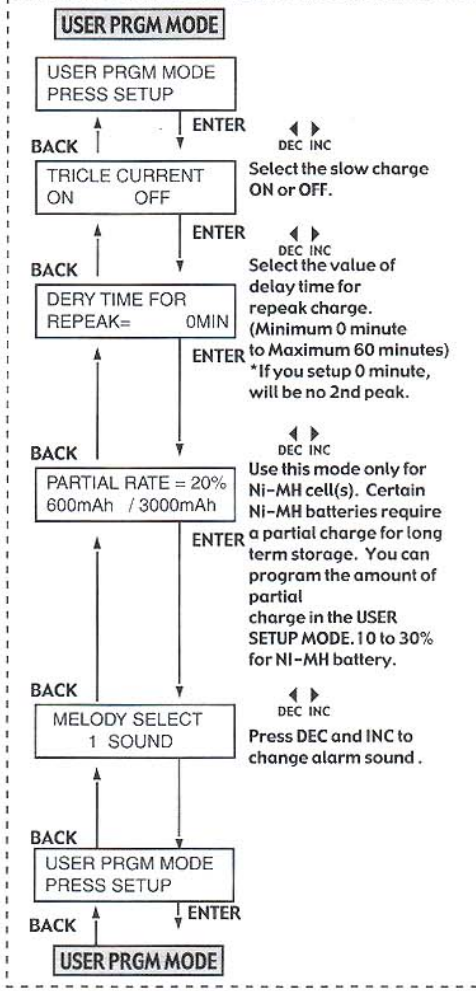 USER PRGM MODE
USER PRGM MODE
PRESS SETUP
BACK
ENTER
DEC INC
TRICLE CURRENT
ON OFF
Select the slow charge
ON or OFF.
BACK
ENTER
DEC INC
DERY TIME FOR
REPEAK= 0MIN
Select the value of
delay time for
repeak charge.
(Minimum 0 minute
to Maximum 60 minutes)
*If you setup 0 minute,
will be no 2nd peak.
BACK
ENTER
DEC INC
PARTIAL RATE = 20%
600mAh / 3000mAh
Use this mode only for
Ni-MH cell(s). Certain
Ni-MH batteries require
a partial charge for long
term storage. You can
program the amount of
partial
charge in the USER
SETUP MODE. 10 to 30%
for NI-MH battery.
BACK
ENTER
DEC INC
MELODY SELECT
1 SOUND
Press DEC and INC to
change alarm sound .
BACK
USER PRGM MODE
PRESS SETUP
BACK
ENTER
USER PRGM MODE